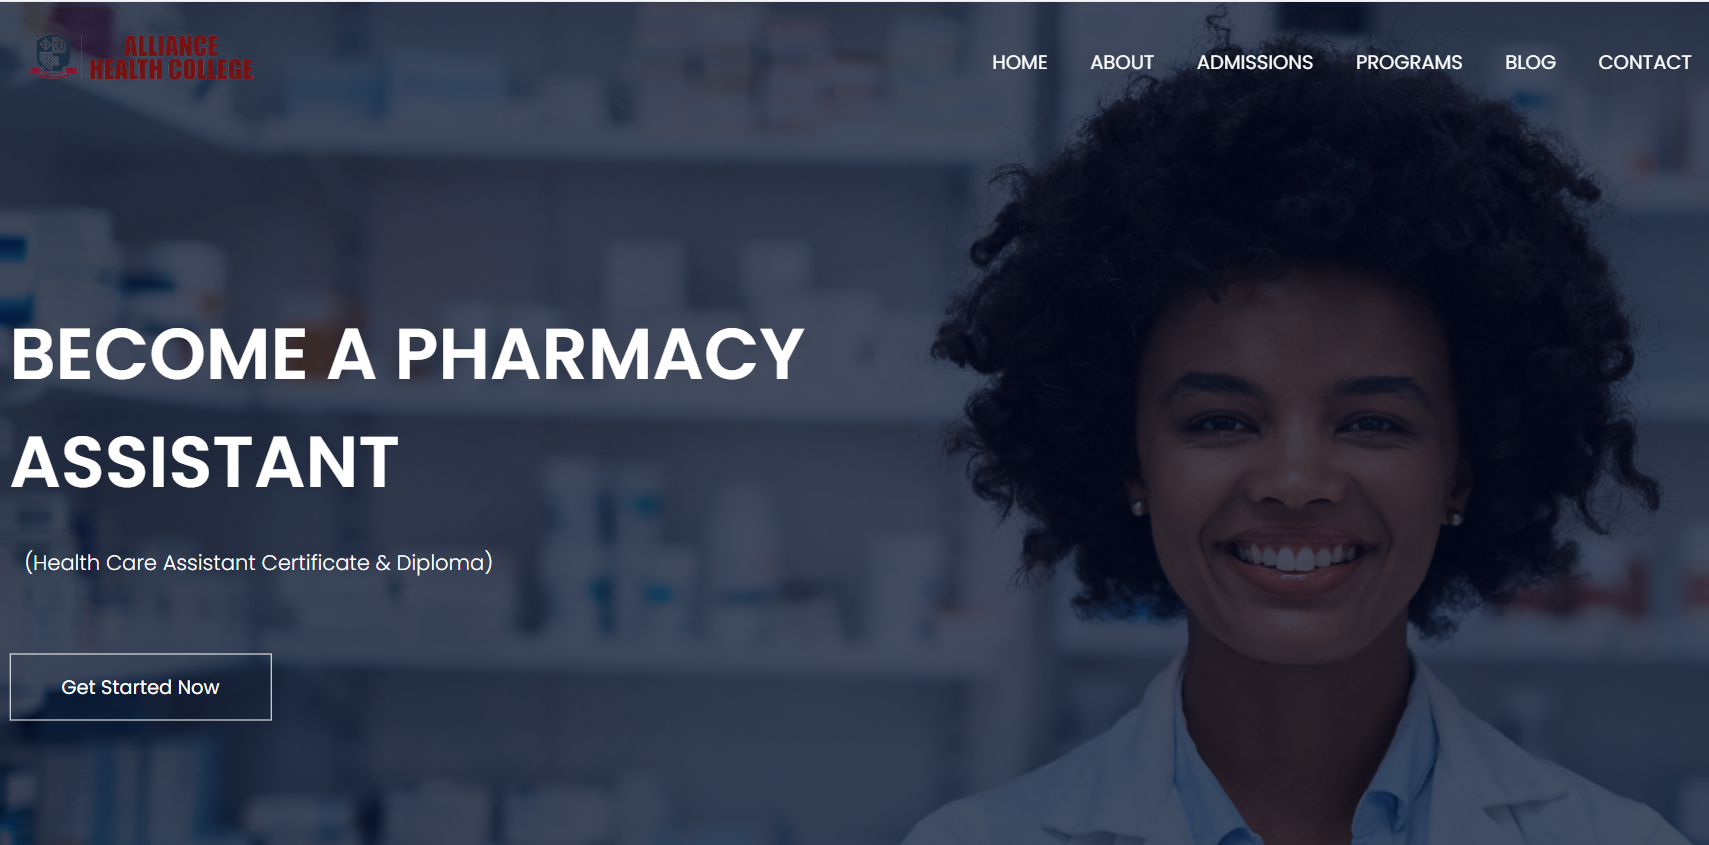 ALLIANCE
HEALTH COLLEGE
HOME ABOUT ADMISSIONS PROGRAMS BLOG CONTACT
BECOME A PHARMACY
ASSISTANT
(Health Care Assistant Certificate & Diploma)
Get Started Now